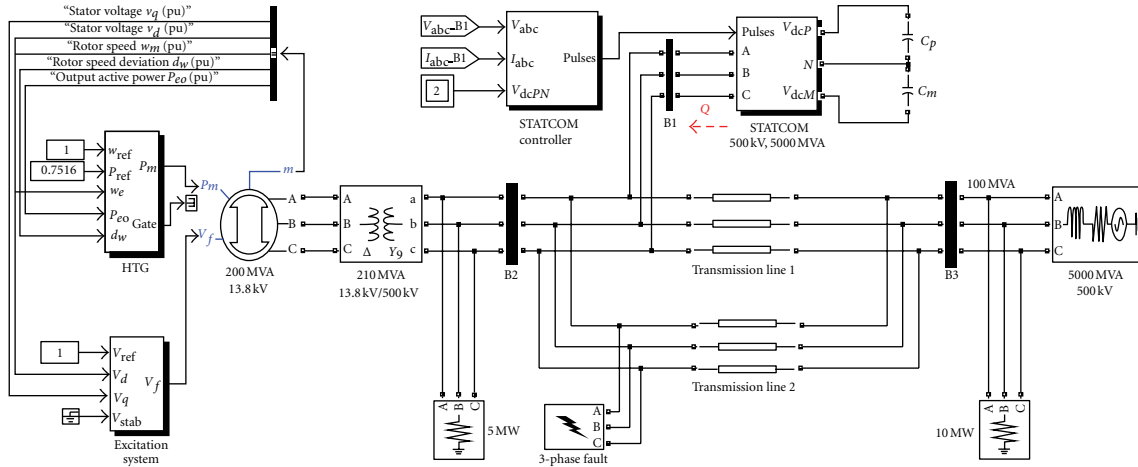 "Stator voltage v_q (pu)"
"Stator voltage v_d (pu)"
"Rotor speed w_m (pu)"
"Rotor speed deviation d_w (pu)"
"Output active power P_eo (pu)"
1
0.7516
w_ref
P_ref
w_e
P_eo
d_w
P_m
Gate
HTG
m
P_m
V_f
A
B
C
200 MVA
13.8 kV
1
V_ref
V_d
V_q
V_stab
V_f
Excitation
system
A
B
C
Δ
Y_9
a
b
c
210 MVA
13.8 kV/500 kV
A
B
C
5 MW
B2
V_abc_B1
I_abc_B1
2
V_abc
I_abc
V_dcPN
Pulses
STATCOM
controller
B1
Q
Pulses
A
B
C
V_dcP
N
V_dcM
STATCOM
500 kV, 5000 MVA
C_p
C_m
Transmission line 1
Transmission line 2
A
B
C
3-phase fault
B3
100 MVA
A
B
C
5000 MVA
500 kV
A
B
C
10 MW